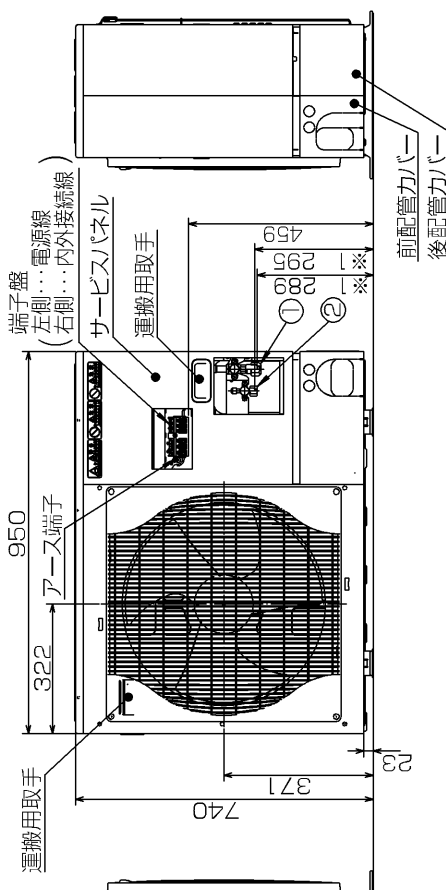 端子盤
左側…電源線
右側…内外接続線
サービスパネル
運搬用取手
アース端子
運搬用取手
950
322
740
371
23
459
※1 295
※1 289
①
②
前配管カバー
後配管カバー